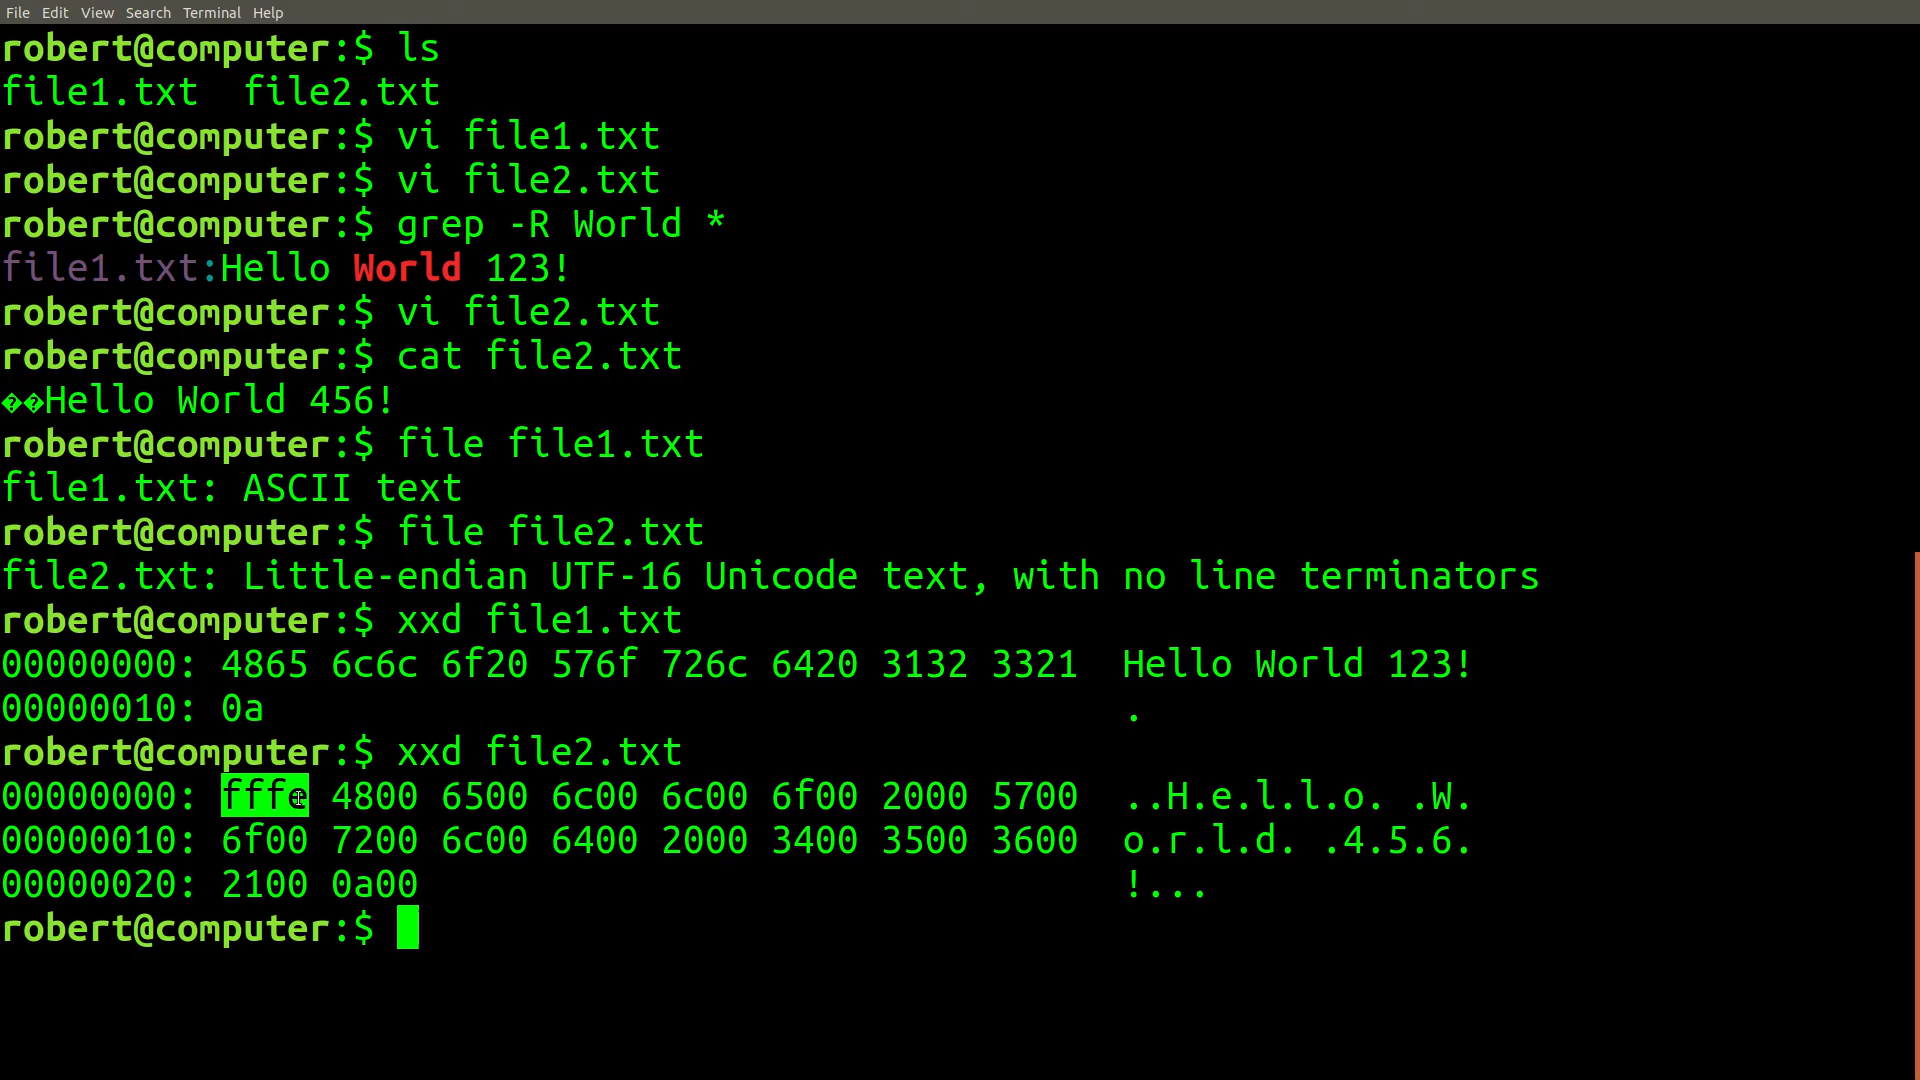 File Edit View Search Terminal Help
robert@computer:$ ls
file1.txt  file2.txt
robert@computer:$ vi file1.txt
robert@computer:$ vi file2.txt
robert@computer:$ grep -R World *
file1.txt:Hello World 123!
robert@computer:$ vi file2.txt
robert@computer:$ cat file2.txt
��Hello World 456!
robert@computer:$ file file1.txt
file1.txt: ASCII text
robert@computer:$ file file2.txt
file2.txt: Little-endian UTF-16 Unicode text, with no line terminators
robert@computer:$ xxd file1.txt
00000000: 4865 6c6c 6f20 576f 726c 6420 3132 3321  Hello World 123!
00000010: 0a                                       .
robert@computer:$ xxd file2.txt
00000000: fffe 4800 6500 6c00 6c00 6f00 2000 5700  ..H.e.l.l.o. .W.
00000010: 6f00 7200 6c00 6400 2000 3400 3500 3600  o.r.l.d. .4.5.6.
00000020: 2100 0a00                                !...
robert@computer:$